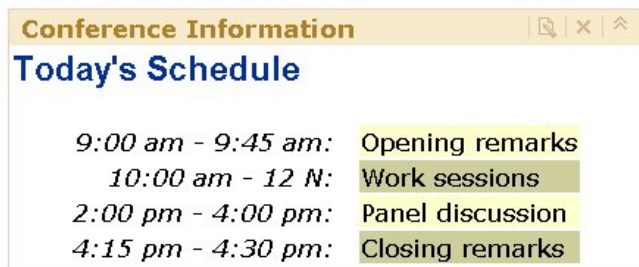 Conference Information
Today's Schedule
9:00 am - 9:45 am: Opening remarks
10:00 am - 12 N: Work sessions
2:00 pm - 4:00 pm: Panel discussion
4:15 pm - 4:30 pm: Closing remarks